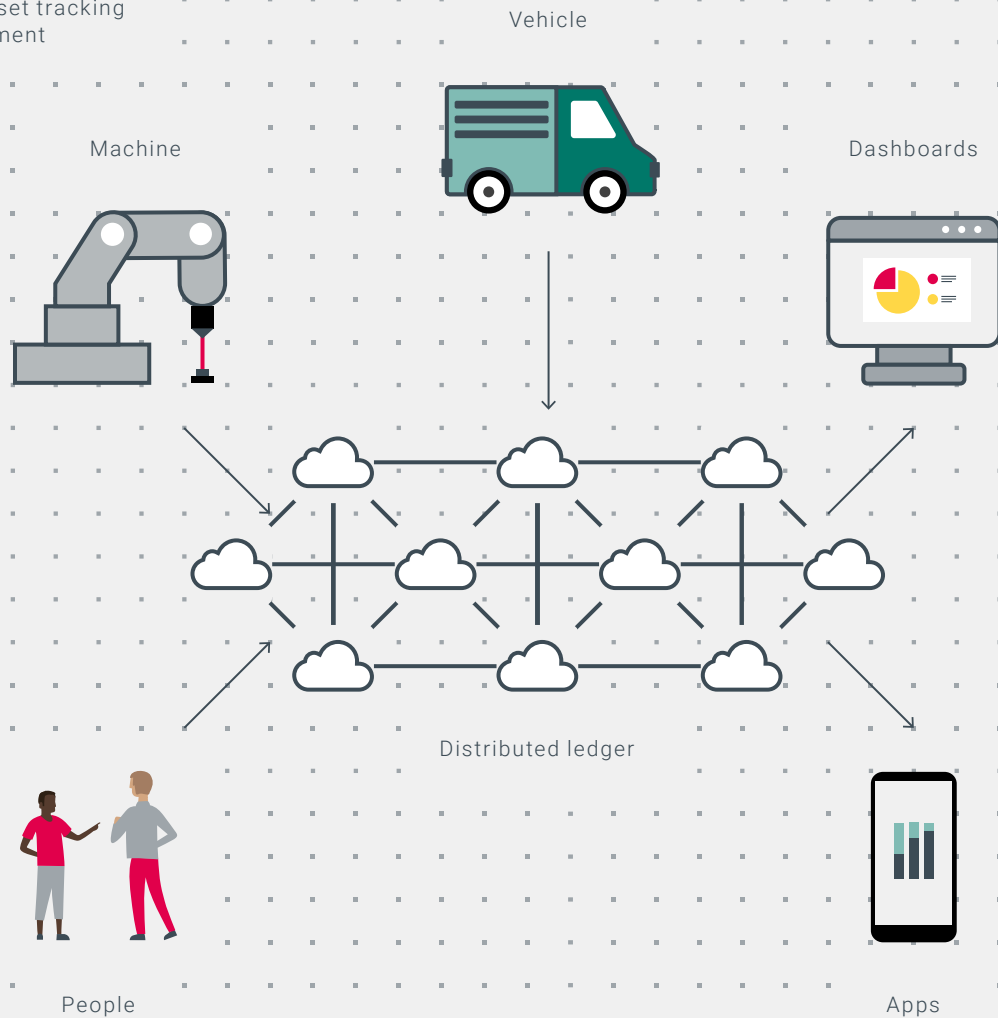 set tracking
ment
Vehicle
Machine
Dashboards
Distributed ledger
People
Apps